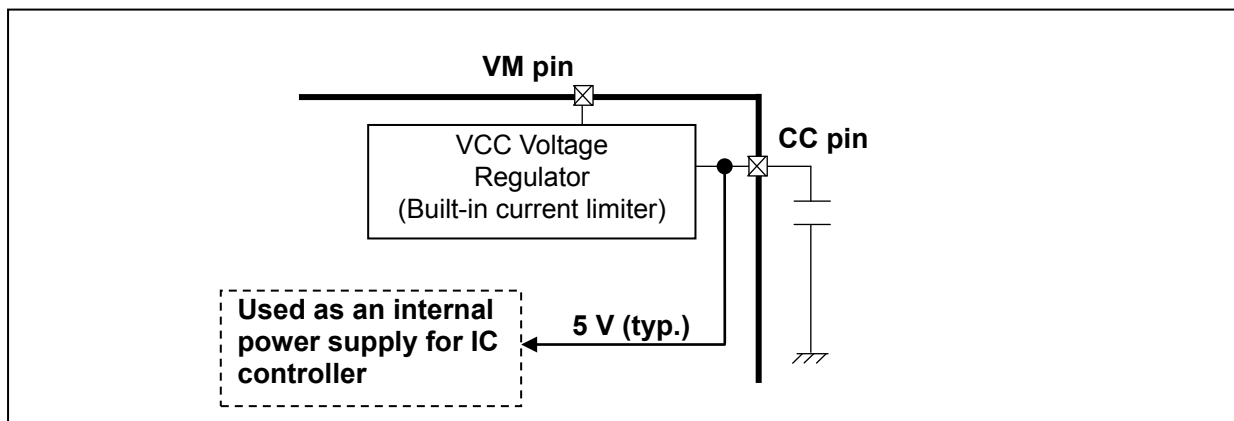 VM pin
VCC Voltage
Regulator
(Built-in current limiter)
CC pin
Used as an internal
power supply for IC
controller
5 V (typ.)